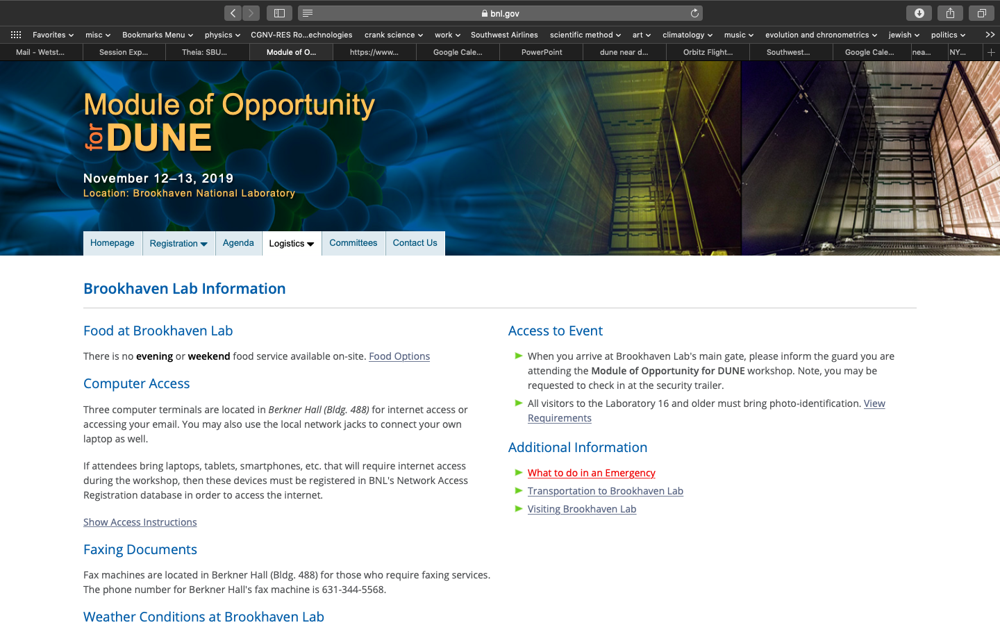 bnl.gov
Favorites misc Bookmarks Menu physics CGNV-RES Ro...echnologies crank science work Southwest Airlines scientific method art climatology music evolution and chronometrics jewish politics
Mail - Wetst... Session Exp... Theia: SBU... Module of O... https://www... Google Cale... PowerPoint dune near d... Orbitz Flight... Southwest... Google Cale... nea... NY...
Module of Opportunity
for DUNE
November 12–13, 2019
Location: Brookhaven National Laboratory
Homepage Registration Agenda Logistics Committees Contact Us
Brookhaven Lab Information
Food at Brookhaven Lab
There is no evening or weekend food service available on-site. Food Options
Computer Access
Three computer terminals are located in Berkner Hall (Bldg. 488) for internet access or
accessing your email. You may also use the local network jacks to connect your own
laptop as well.
If attendees bring laptops, tablets, smartphones, etc. that will require internet access
during the workshop, then these devices must be registered in BNL's Network Access
Registration database in order to access the internet.
Show Access Instructions
Faxing Documents
Fax machines are located in Berkner Hall (Bldg. 488) for those who require faxing services.
The phone number for Berkner Hall's fax machine is 631-344-5568.
Weather Conditions at Brookhaven Lab
Access to Event
When you arrive at Brookhaven Lab's main gate, please inform the guard you are
attending the Module of Opportunity for DUNE workshop. Note, you may be
requested to check in at the security trailer.
All visitors to the Laboratory 16 and older must bring photo-identification. View
Requirements
Additional Information
What to do in an Emergency
Transportation to Brookhaven Lab
Visiting Brookhaven Lab